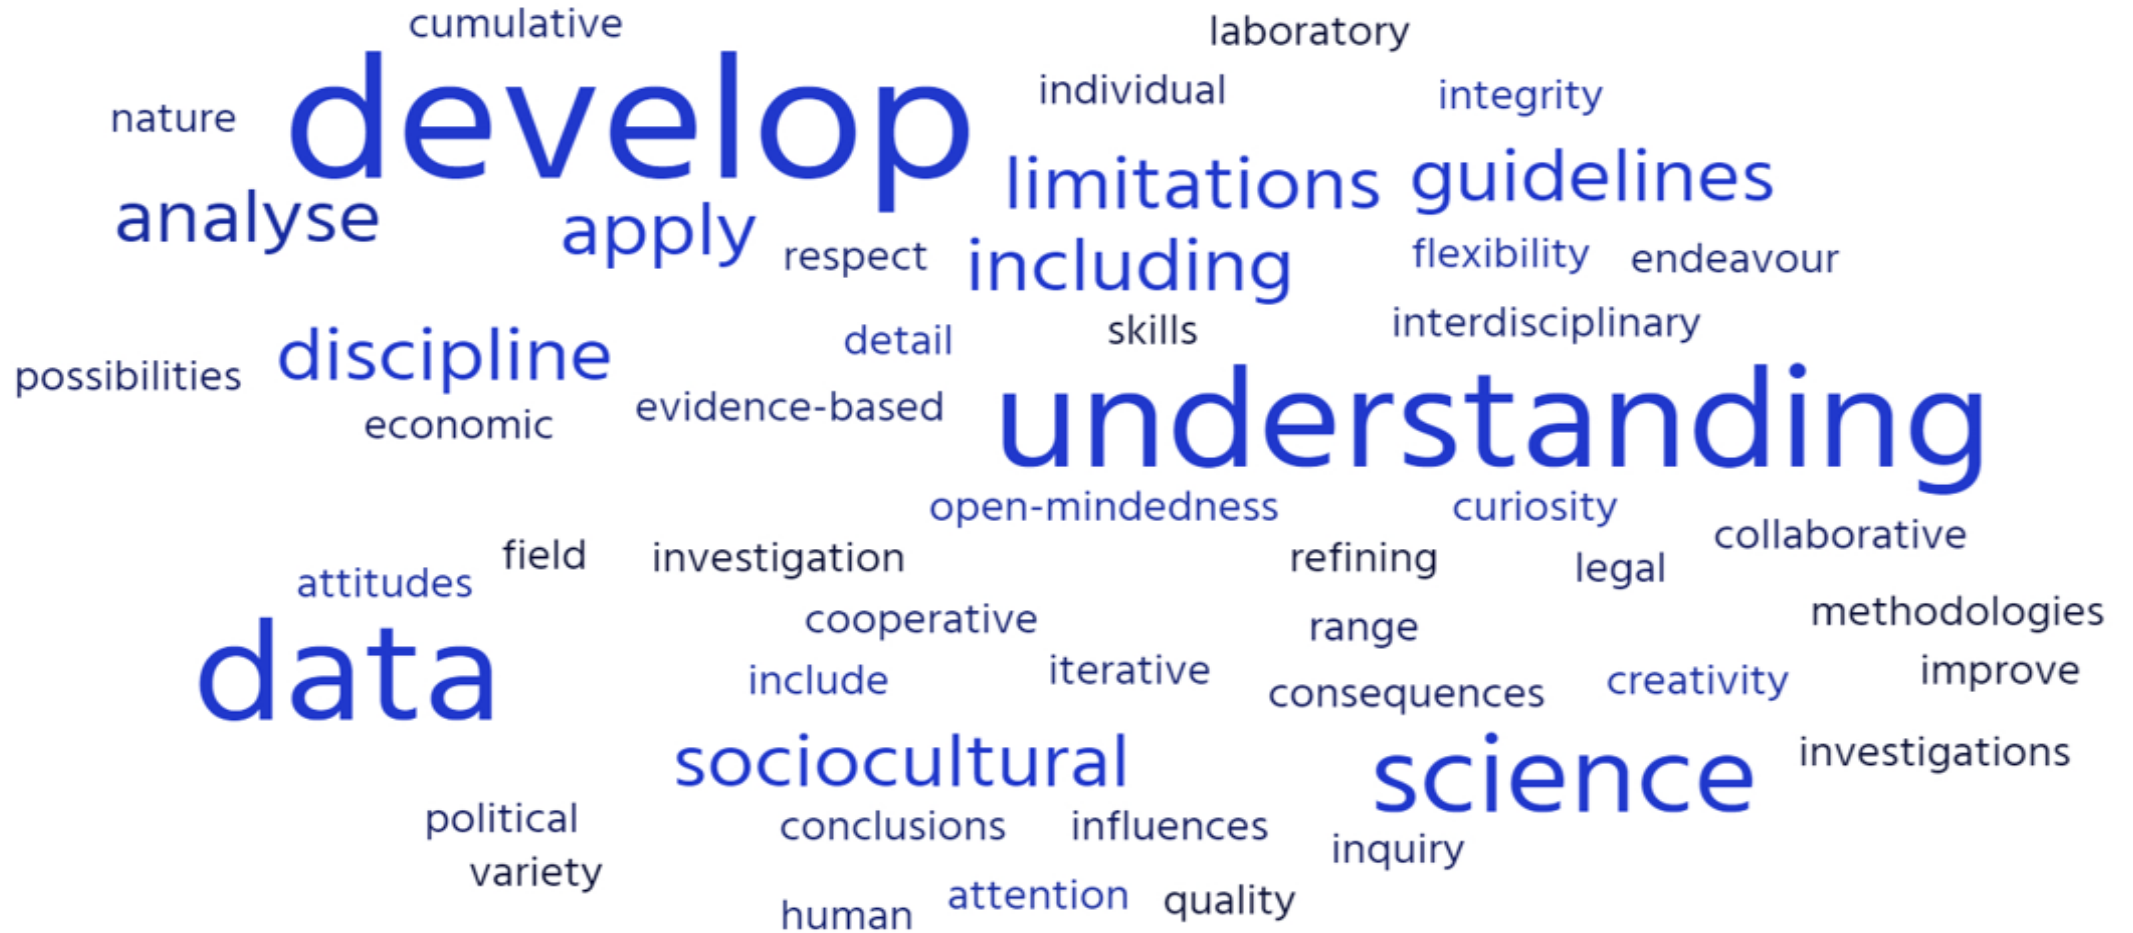 cumulative
laboratory
develop
individual
integrity
nature
limitations
guidelines
analyse
apply
respect
including
flexibility
endeavour
discipline
detail
skills
interdisciplinary
possibilities
economic
evidence-based
understanding
open-mindedness
curiosity
collaborative
field
investigation
refining
legal
attitudes
cooperative
range
methodologies
data
include
iterative
consequences
creativity
improve
sociocultural
science
investigations
political
conclusions
influences
inquiry
variety
human
attention
quality